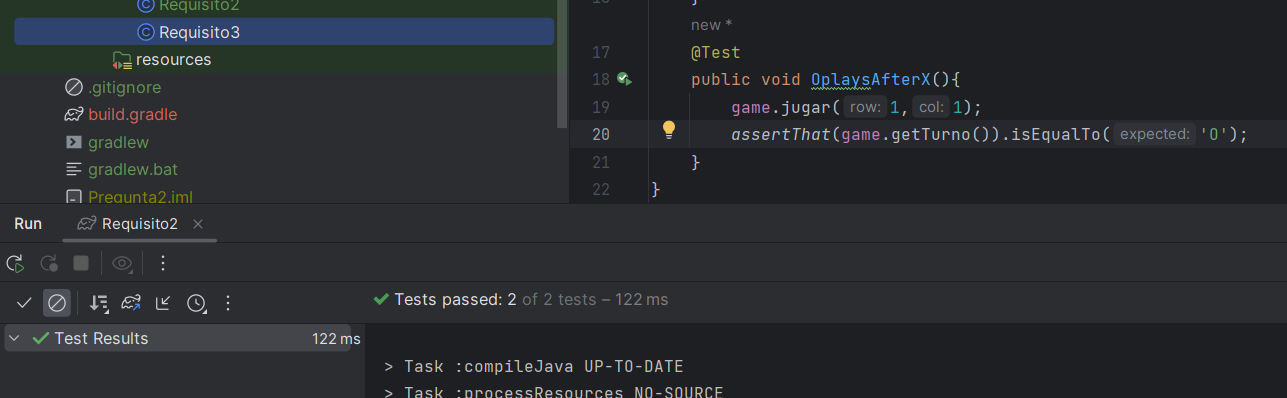 Requisito2
Requisito3
resources
.gitignore
build.gradle
gradlew
gradlew.bat
Pregunta2.iml
}
new *
17 @Test
18 public void OplaysAfterX(){
19 game.jugar( row: 1, col: 1);
20 assertThat(game.getTurno()).isEqualTo( expected: 'O');
21 }
22 }
Run Requisito2
Tests passed: 2 of 2 tests – 122 ms
Test Results 122 ms
> Task :compileJava UP-TO-DATE
> Task :processResources NO-SOURCE